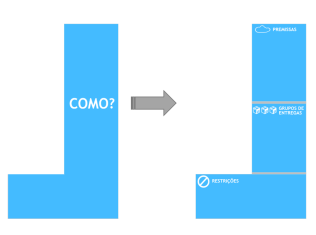 PREMISSAS
COMO?
GRUPOS DE
ENTREGAS
RESTRIÇÕES